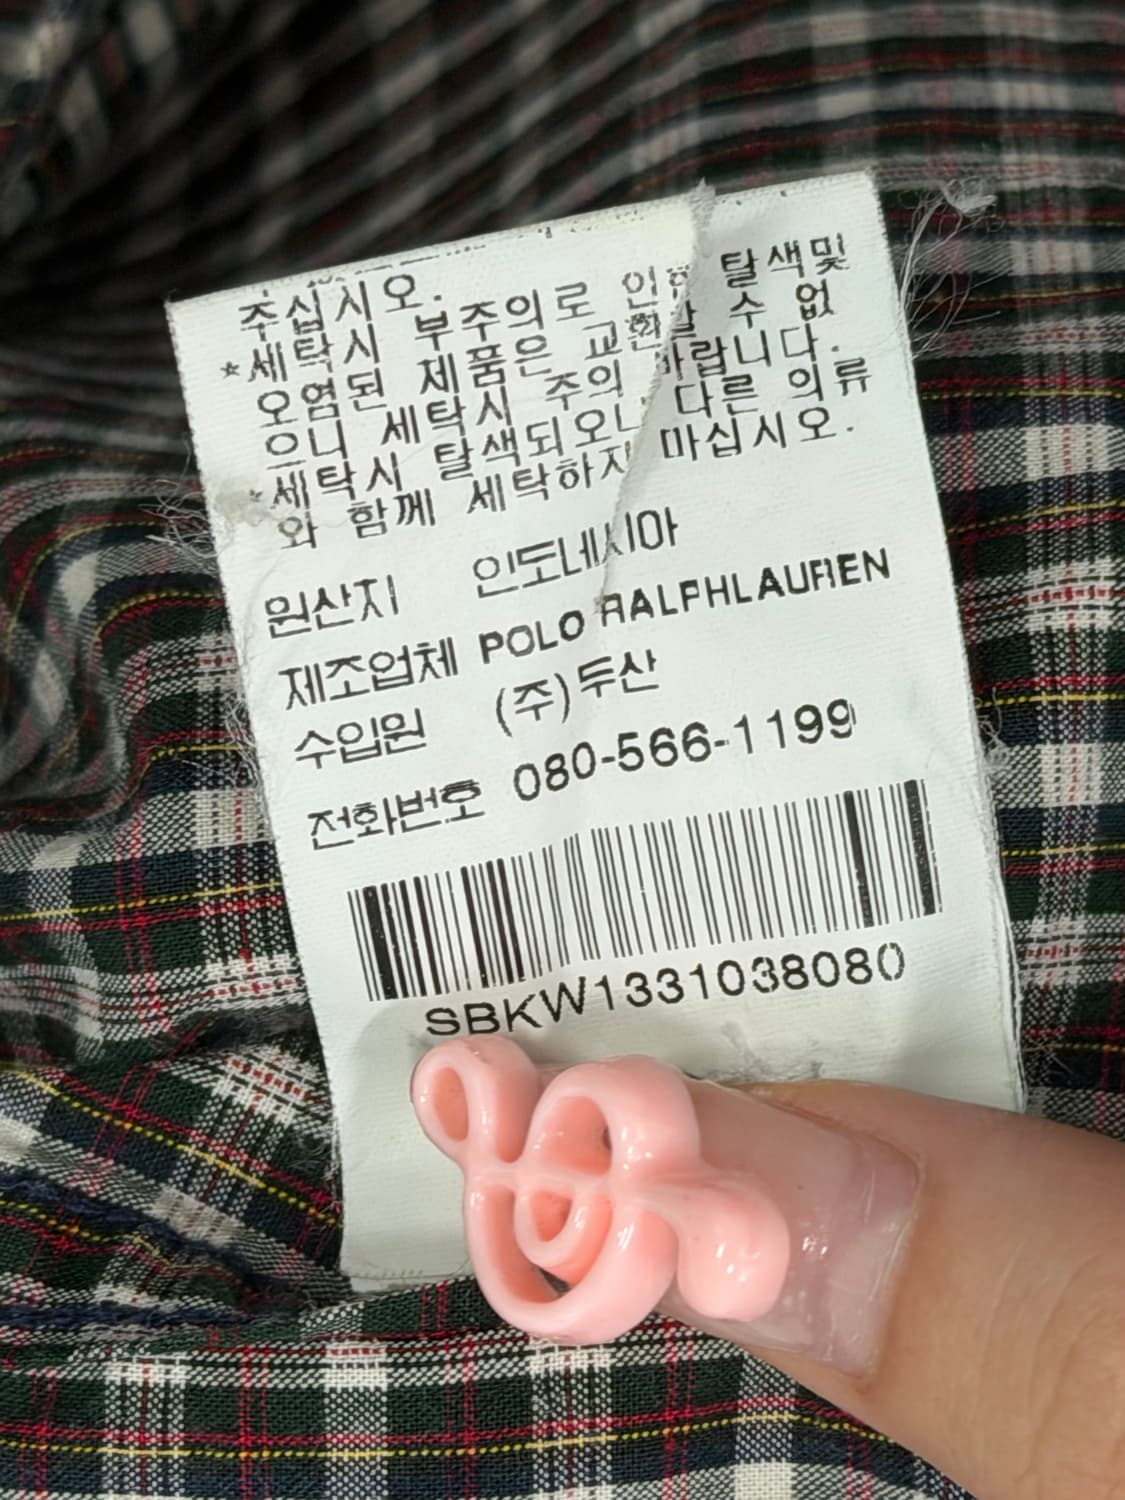 주십시오.
*세탁시 부주의로 인한 탈색및
오염된 제품은 교환할 수 없
으니 세탁시 주의 바랍니다.
*세탁시 탈색되오니 다른 의류
와 함께 세탁하지 마십시오.
원산지 인도네시아
제조업체 POLO RALPHLAUREN
수입원 (주)두산
전화번호 080-566-1199
SBKW1331038080